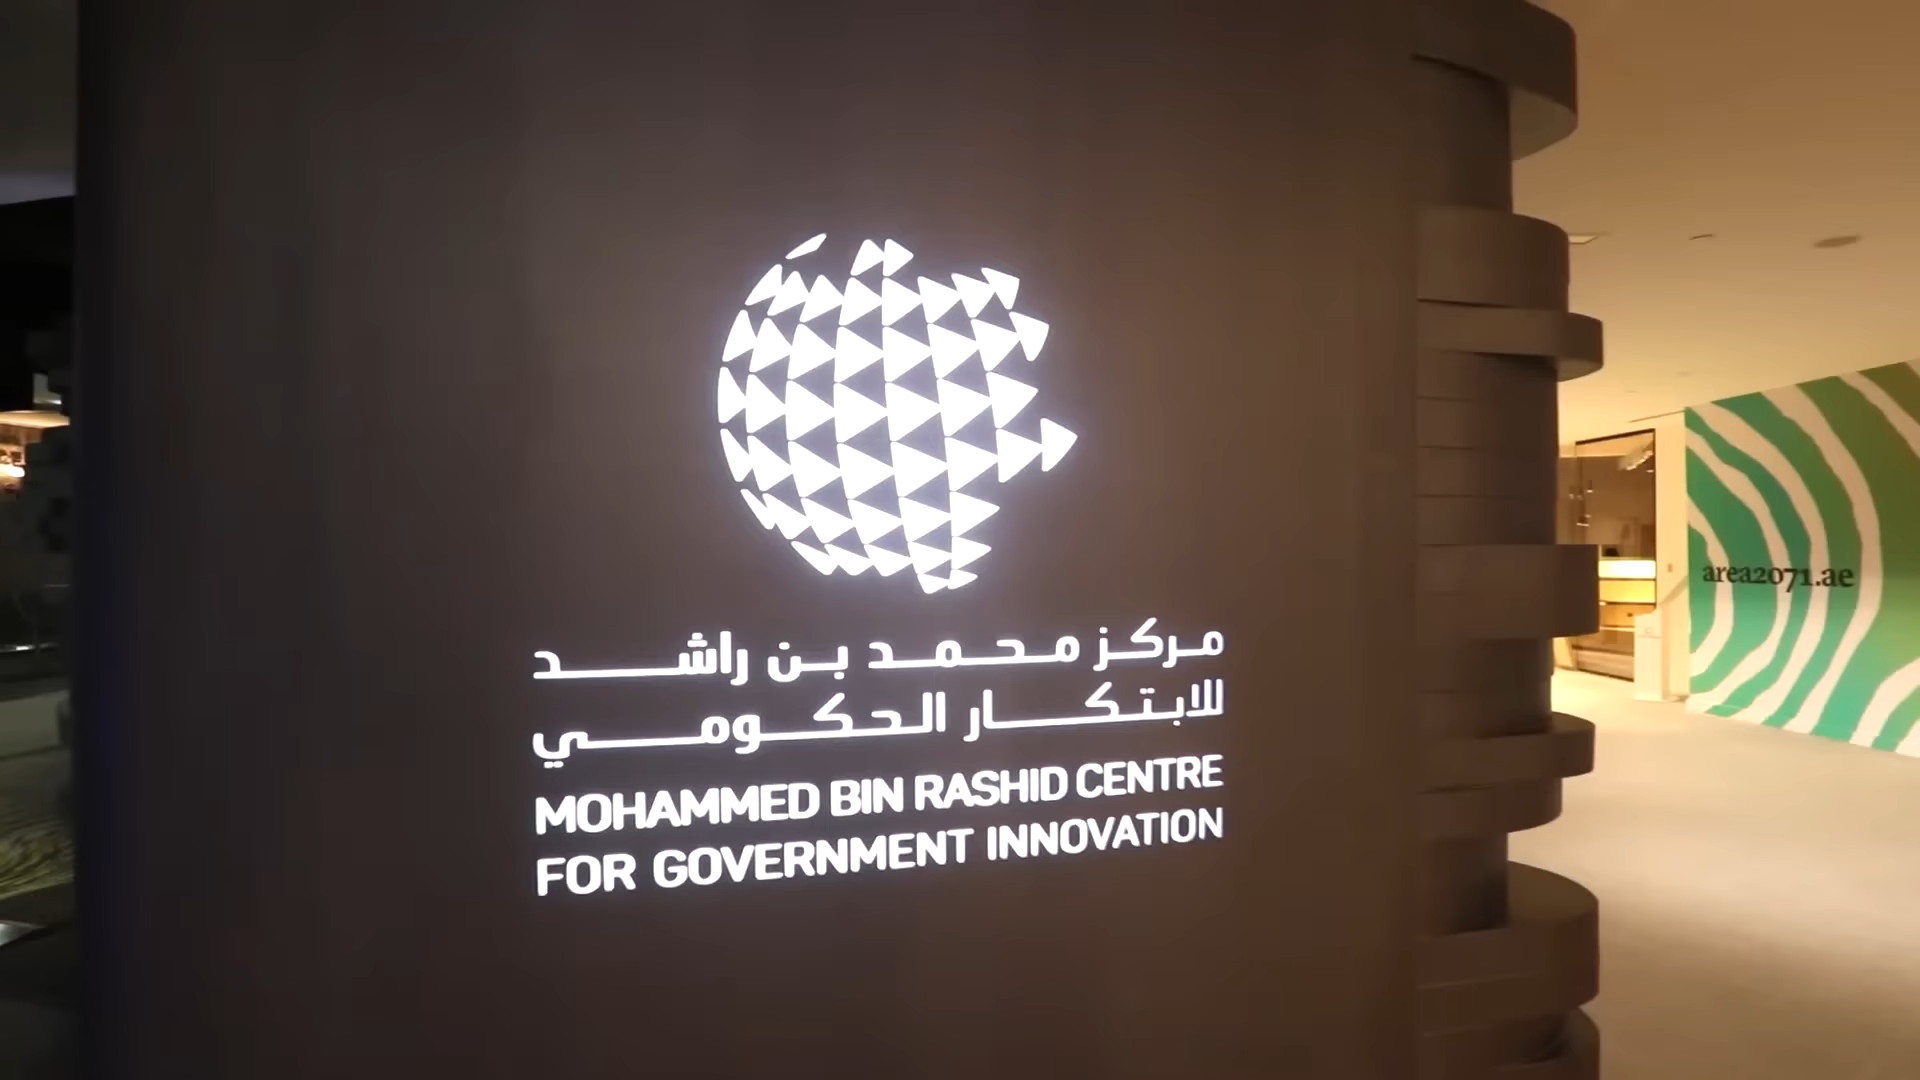 مركز محمد بن راشد
للابتكار الحكومي
MOHAMMED BIN RASHID CENTRE
FOR GOVERNMENT INNOVATION
area2071.ae